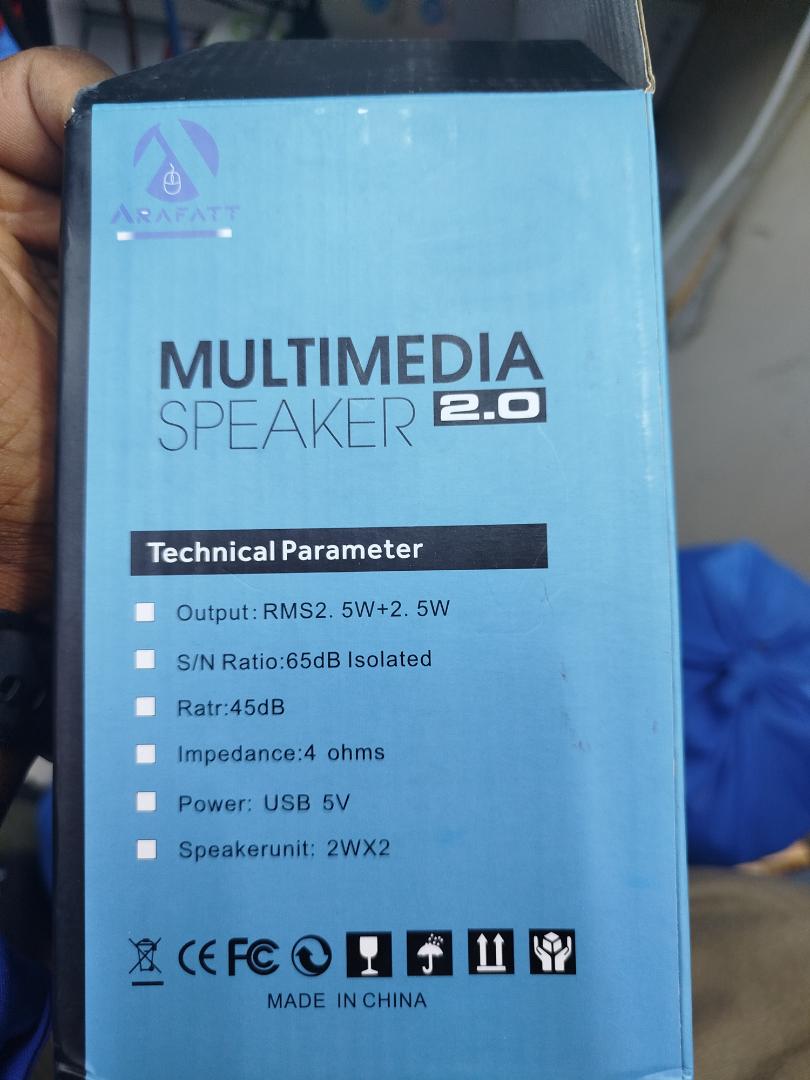 ARAFATT
MULTIMEDIA
SPEAKER 2.0
Technical Parameter
Output: RMS2. 5W+2. 5W
S/N Ratio:65dB Isolated
Ratr:45dB
Impedance:4 ohms
Power: USB 5V
Speakerunit: 2WX2
CE FC
MADE IN CHINA